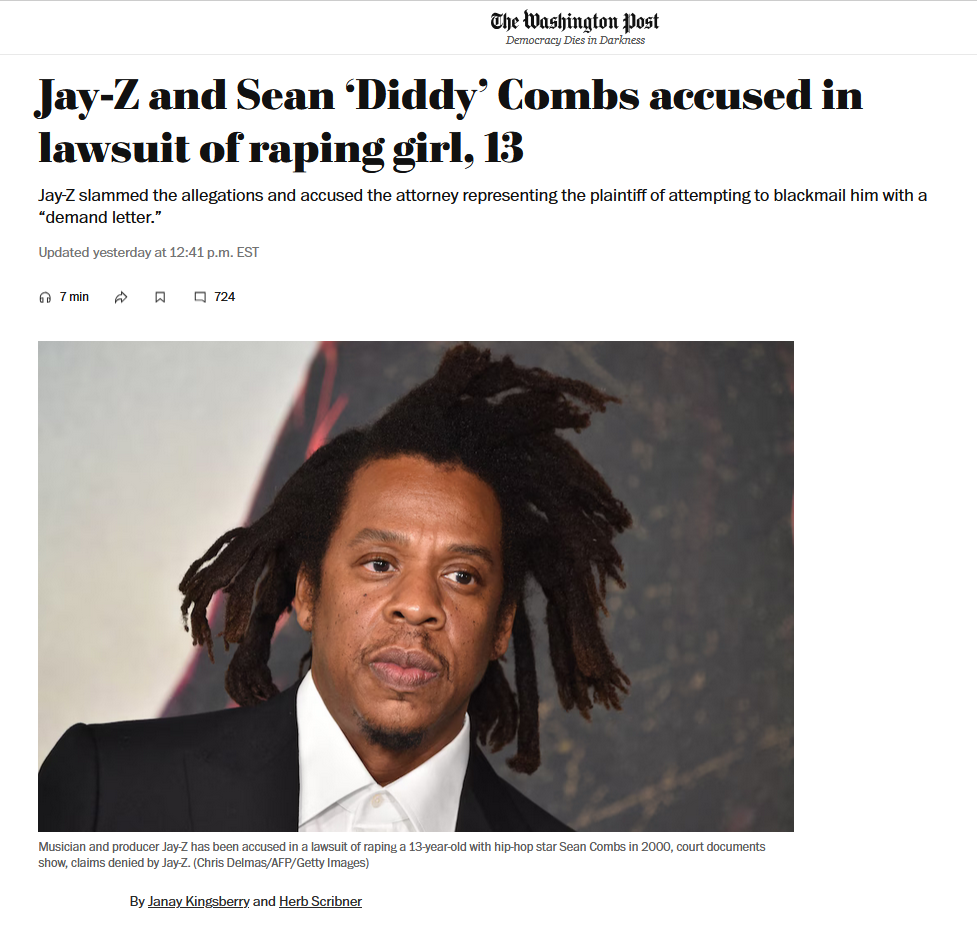 The Washington Post
Democracy Dies in Darkness
Jay-Z and Sean ‘Diddy’ Combs accused in
lawsuit of raping girl, 13
Jay-Z slammed the allegations and accused the attorney representing the plaintiff of attempting to blackmail him with a
“demand letter.”
Updated yesterday at 12:41 p.m. EST
7 min
724
Musician and producer Jay-Z has been accused in a lawsuit of raping a 13-year-old with hip-hop star Sean Combs in 2000, court documents
show, claims denied by Jay-Z. (Chris Delmas/AFP/Getty Images)
By Janay Kingsberry and Herb Scribner